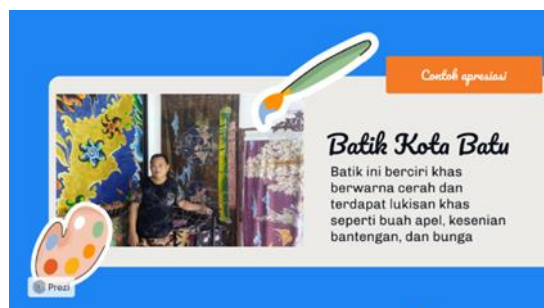 Contoh apresiasi
Batik Kota Batu
Batik ini berciri khas
berwarna cerah dan
terdapat lukisan khas
seperti buah apel, kesenian
bantengan, dan bunga
Prezi